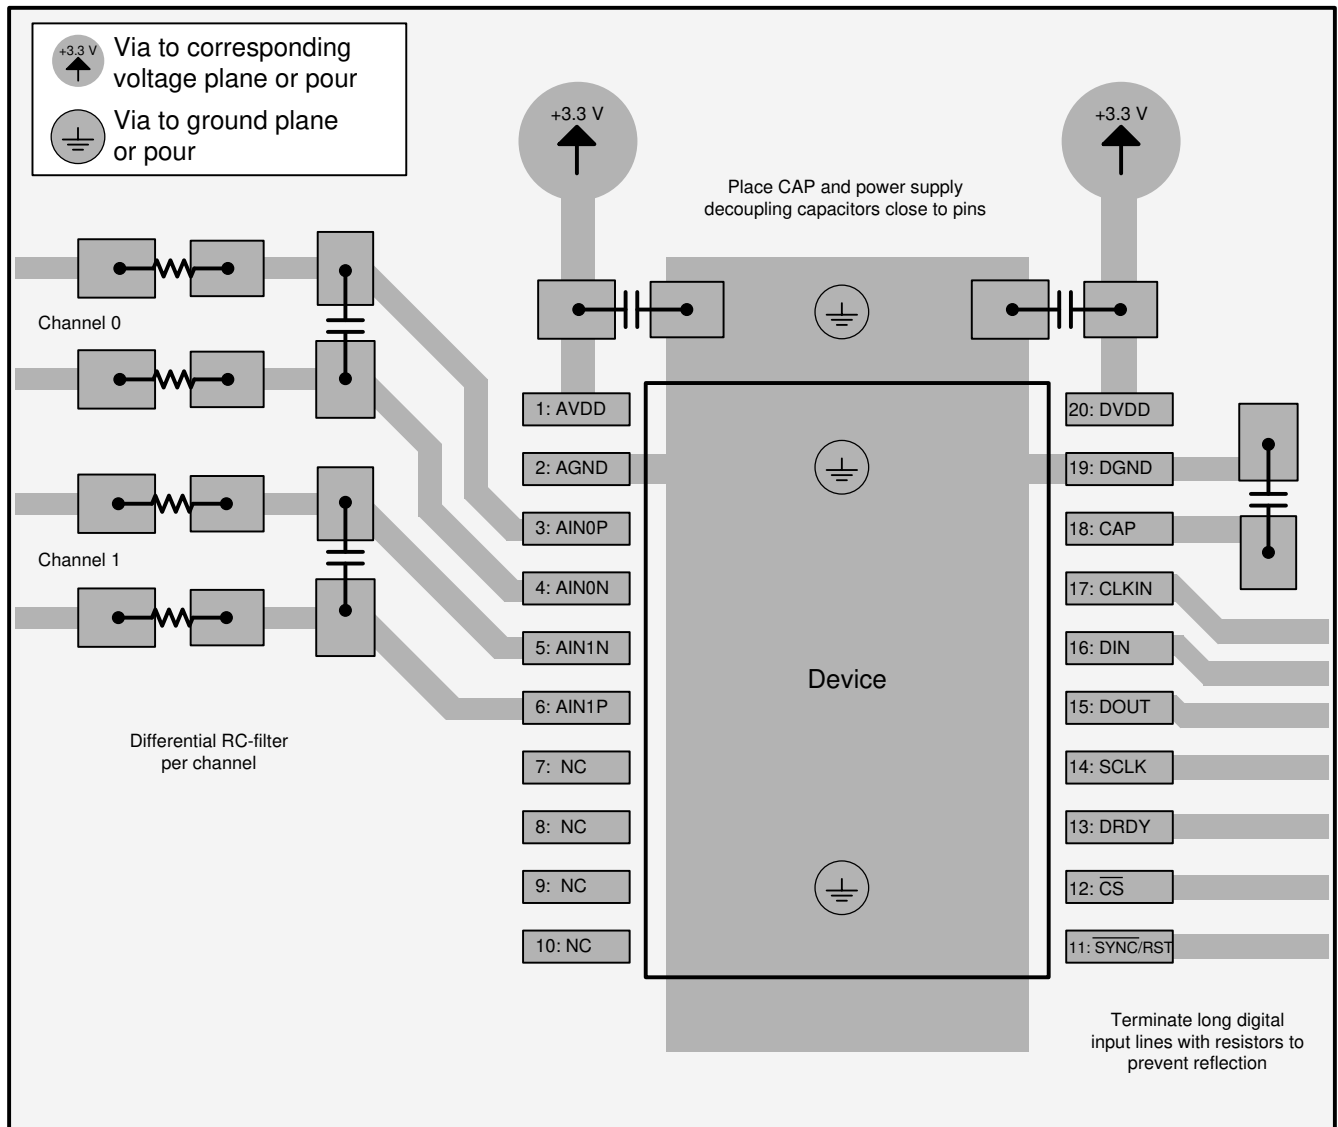 +3.3 V
Via to corresponding
voltage plane or pour
Via to ground plane
or pour
+3.3 V
+3.3 V
Place CAP and power supply
decoupling capacitors close to pins
Channel 0
Channel 1
Differential RC-filter
per channel
1: AVDD
2: AGND
3: AIN0P
4: AIN0N
5: AIN1N
6: AIN1P
7: NC
8: NC
9: NC
10: NC
Device
20: DVDD
19: DGND
18: CAP
17: CLKIN
16: DIN
15: DOUT
14: SCLK
13: DRDY
12: C̅S̅
11: S̅Y̅N̅C̅/RST
Terminate long digital
input lines with resistors to
prevent reflection